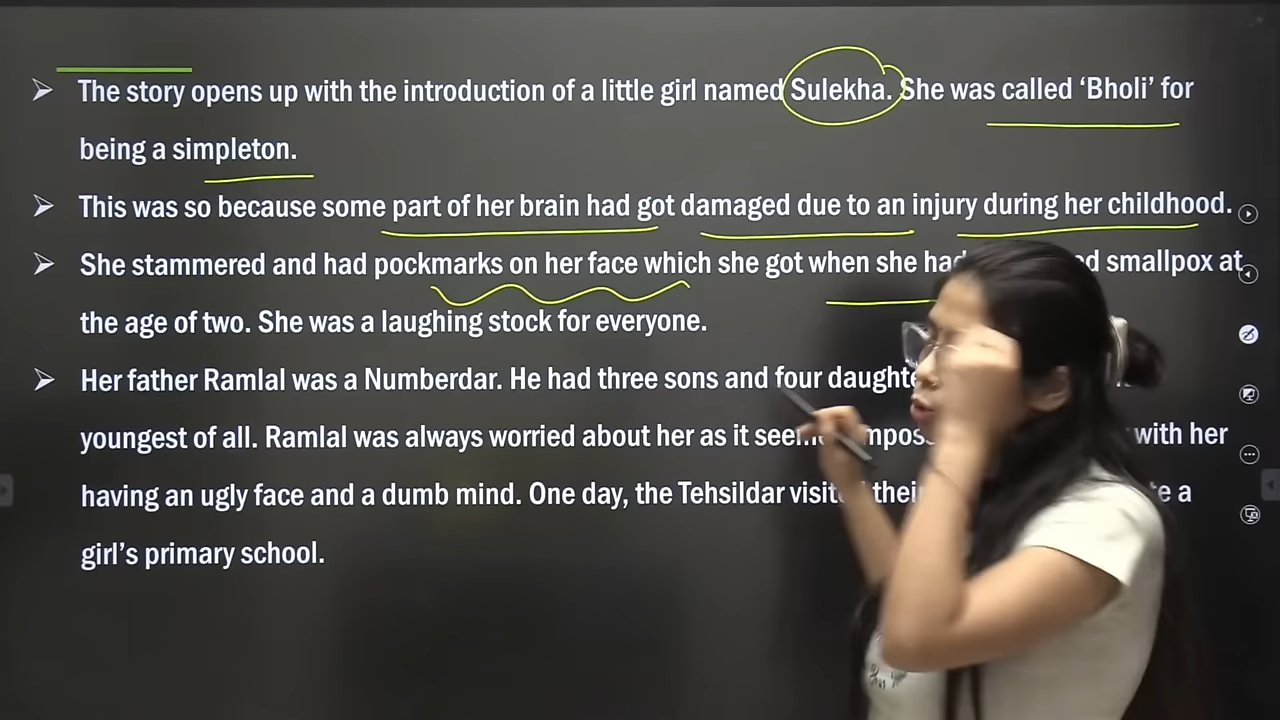 The story opens up with the introduction of a little girl named Sulekha. She was called ‘Bholi’ for
being a simpleton.
This was so because some part of her brain had got damaged due to an injury during her childhood.
She stammered and had pockmarks on her face which she got when she had smallpox at
the age of two. She was a laughing stock for everyone.
Her father Ramlal was a Numberdar. He had three sons and four
youngest of all. Ramlal was always worried about her as it with her
having an ugly face and a dumb mind. One day, the Tehsildar a
girl’s primary school.